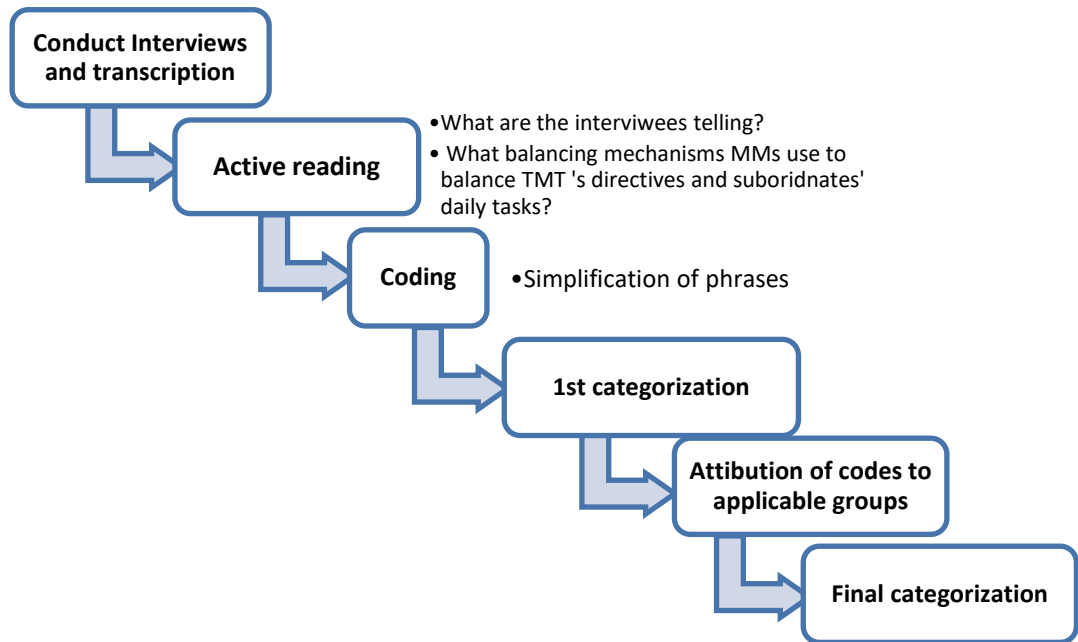 Conduct Interviews
and transcription
Active reading
•What are the interviwees telling?
• What balancing mechanisms MMs use to
balance TMT 's directives and suboridnates'
daily tasks?
Coding
•Simplification of phrases
1st categorization
Attibution of codes to
applicable groups
Final categorization